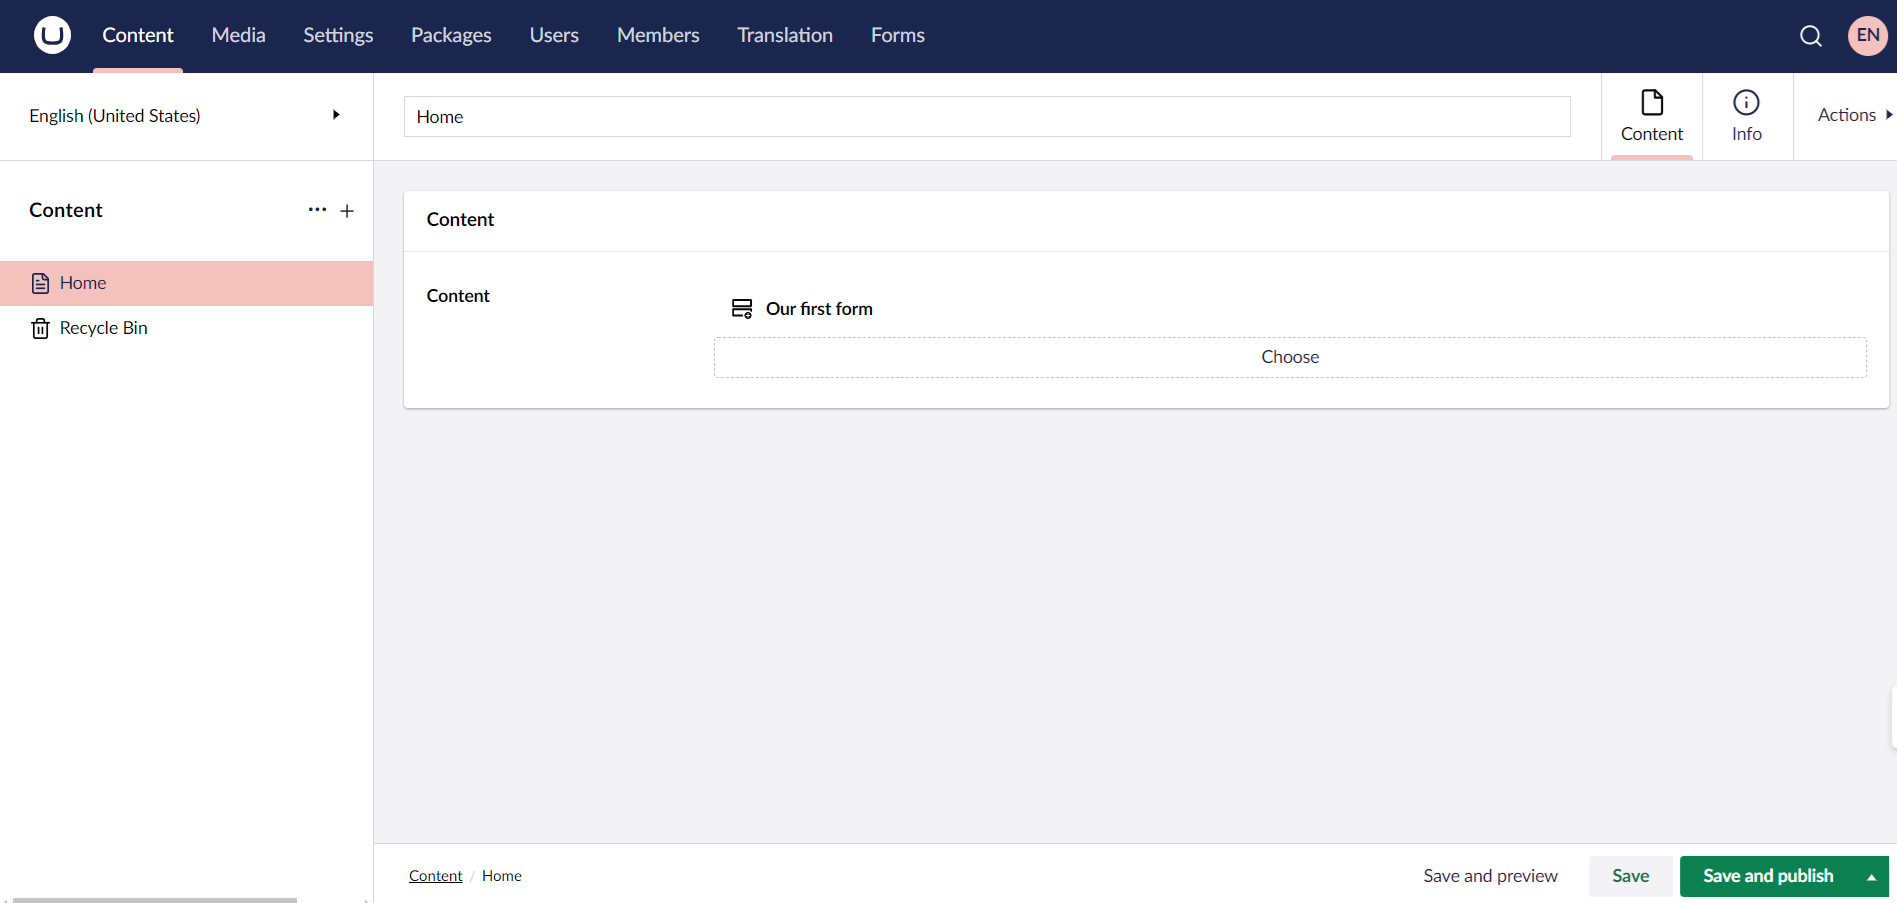 Content Media Settings Packages Users Members Translation Forms EN
English (United States)
Home
Content
Info
Actions
Content
Home
Recycle Bin
Content
Content
Our first form
Choose
Content / Home
Save and preview
Save
Save and publish